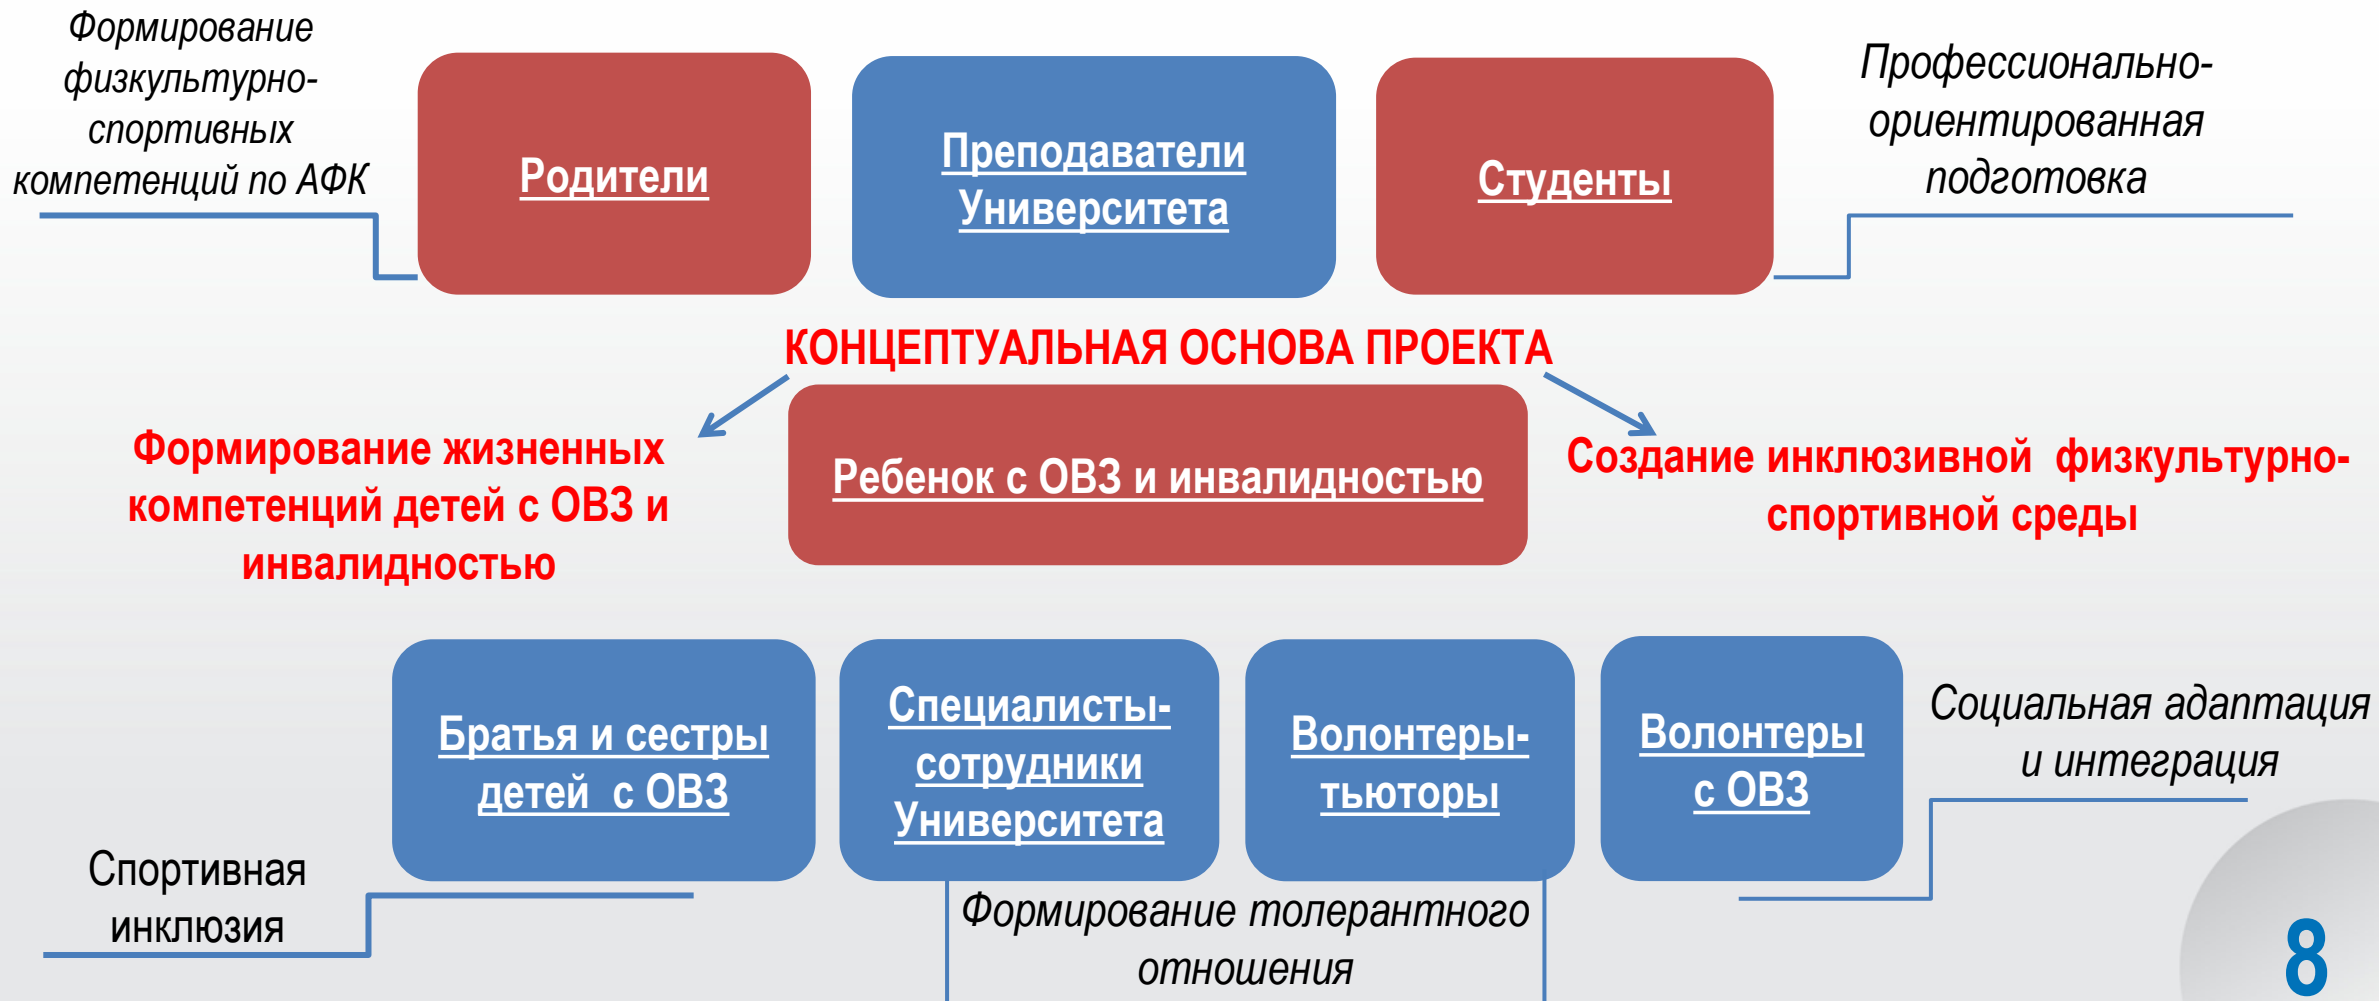 Формирование
физкультурно-
спортивных
компетенций по АФК
Родители
Преподаватели
Университета
Студенты
Профессионально-
ориентированная
подготовка
КОНЦЕПТУАЛЬНАЯ ОСНОВА ПРОЕКТА
Формирование жизненных
компетенций детей с ОВЗ и
инвалидностью
Ребенок с ОВЗ и инвалидностью
Создание инклюзивной физкультурно-
спортивной среды
Братья и сестры
детей с ОВЗ
Специалисты-
сотрудники
Университета
Волонтеры-
тьюторы
Волонтеры
с ОВЗ
Социальная адаптация
и интеграция
Спортивная
инклюзия
Формирование толерантного
отношения
8